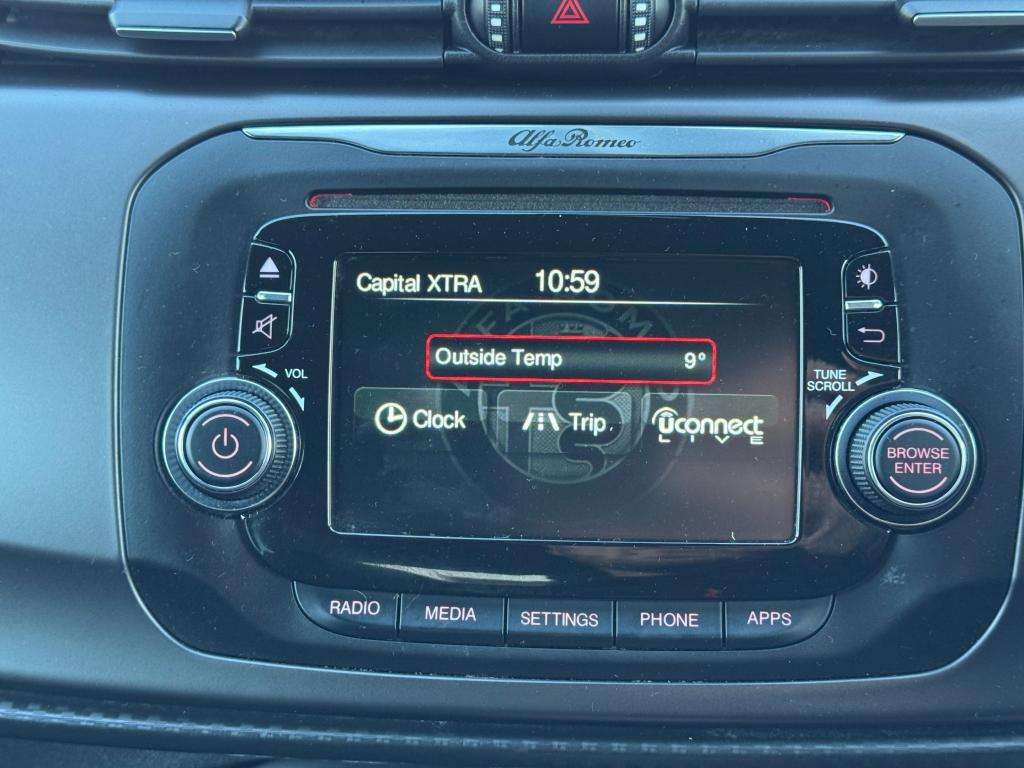 Alfa Romeo
Capital XTRA 10:59
Outside Temp 9°
Clock Trip Uconnect
LIVE
VOL
TUNE
SCROLL
BROWSE
ENTER
RADIO MEDIA SETTINGS PHONE APPS